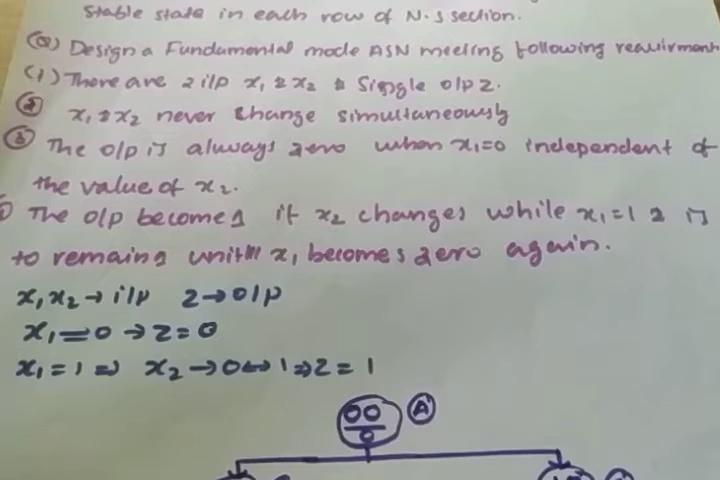 Stable state in each row of N.S section.
(Q) Design a Fundamental mode ASN meeting following requirment
(1) There are 2 i/p x₁ & x₂ & Single o/p Z.
② x₁ & x₂ never change simultaneously
③ The o/p is always zero when x₁=0 independent of
the value of x₂.
The o/p becomes 1 if x₂ changes while x₁=1 & is
to remains until x₁ becomes zero again.
x₁, x₂ → i/p Z → o/p
x₁=0 → Z=0
x₁=1 ⇒ x₂ → 0↔1 ⇒ Z=1
00/0 Ⓐ